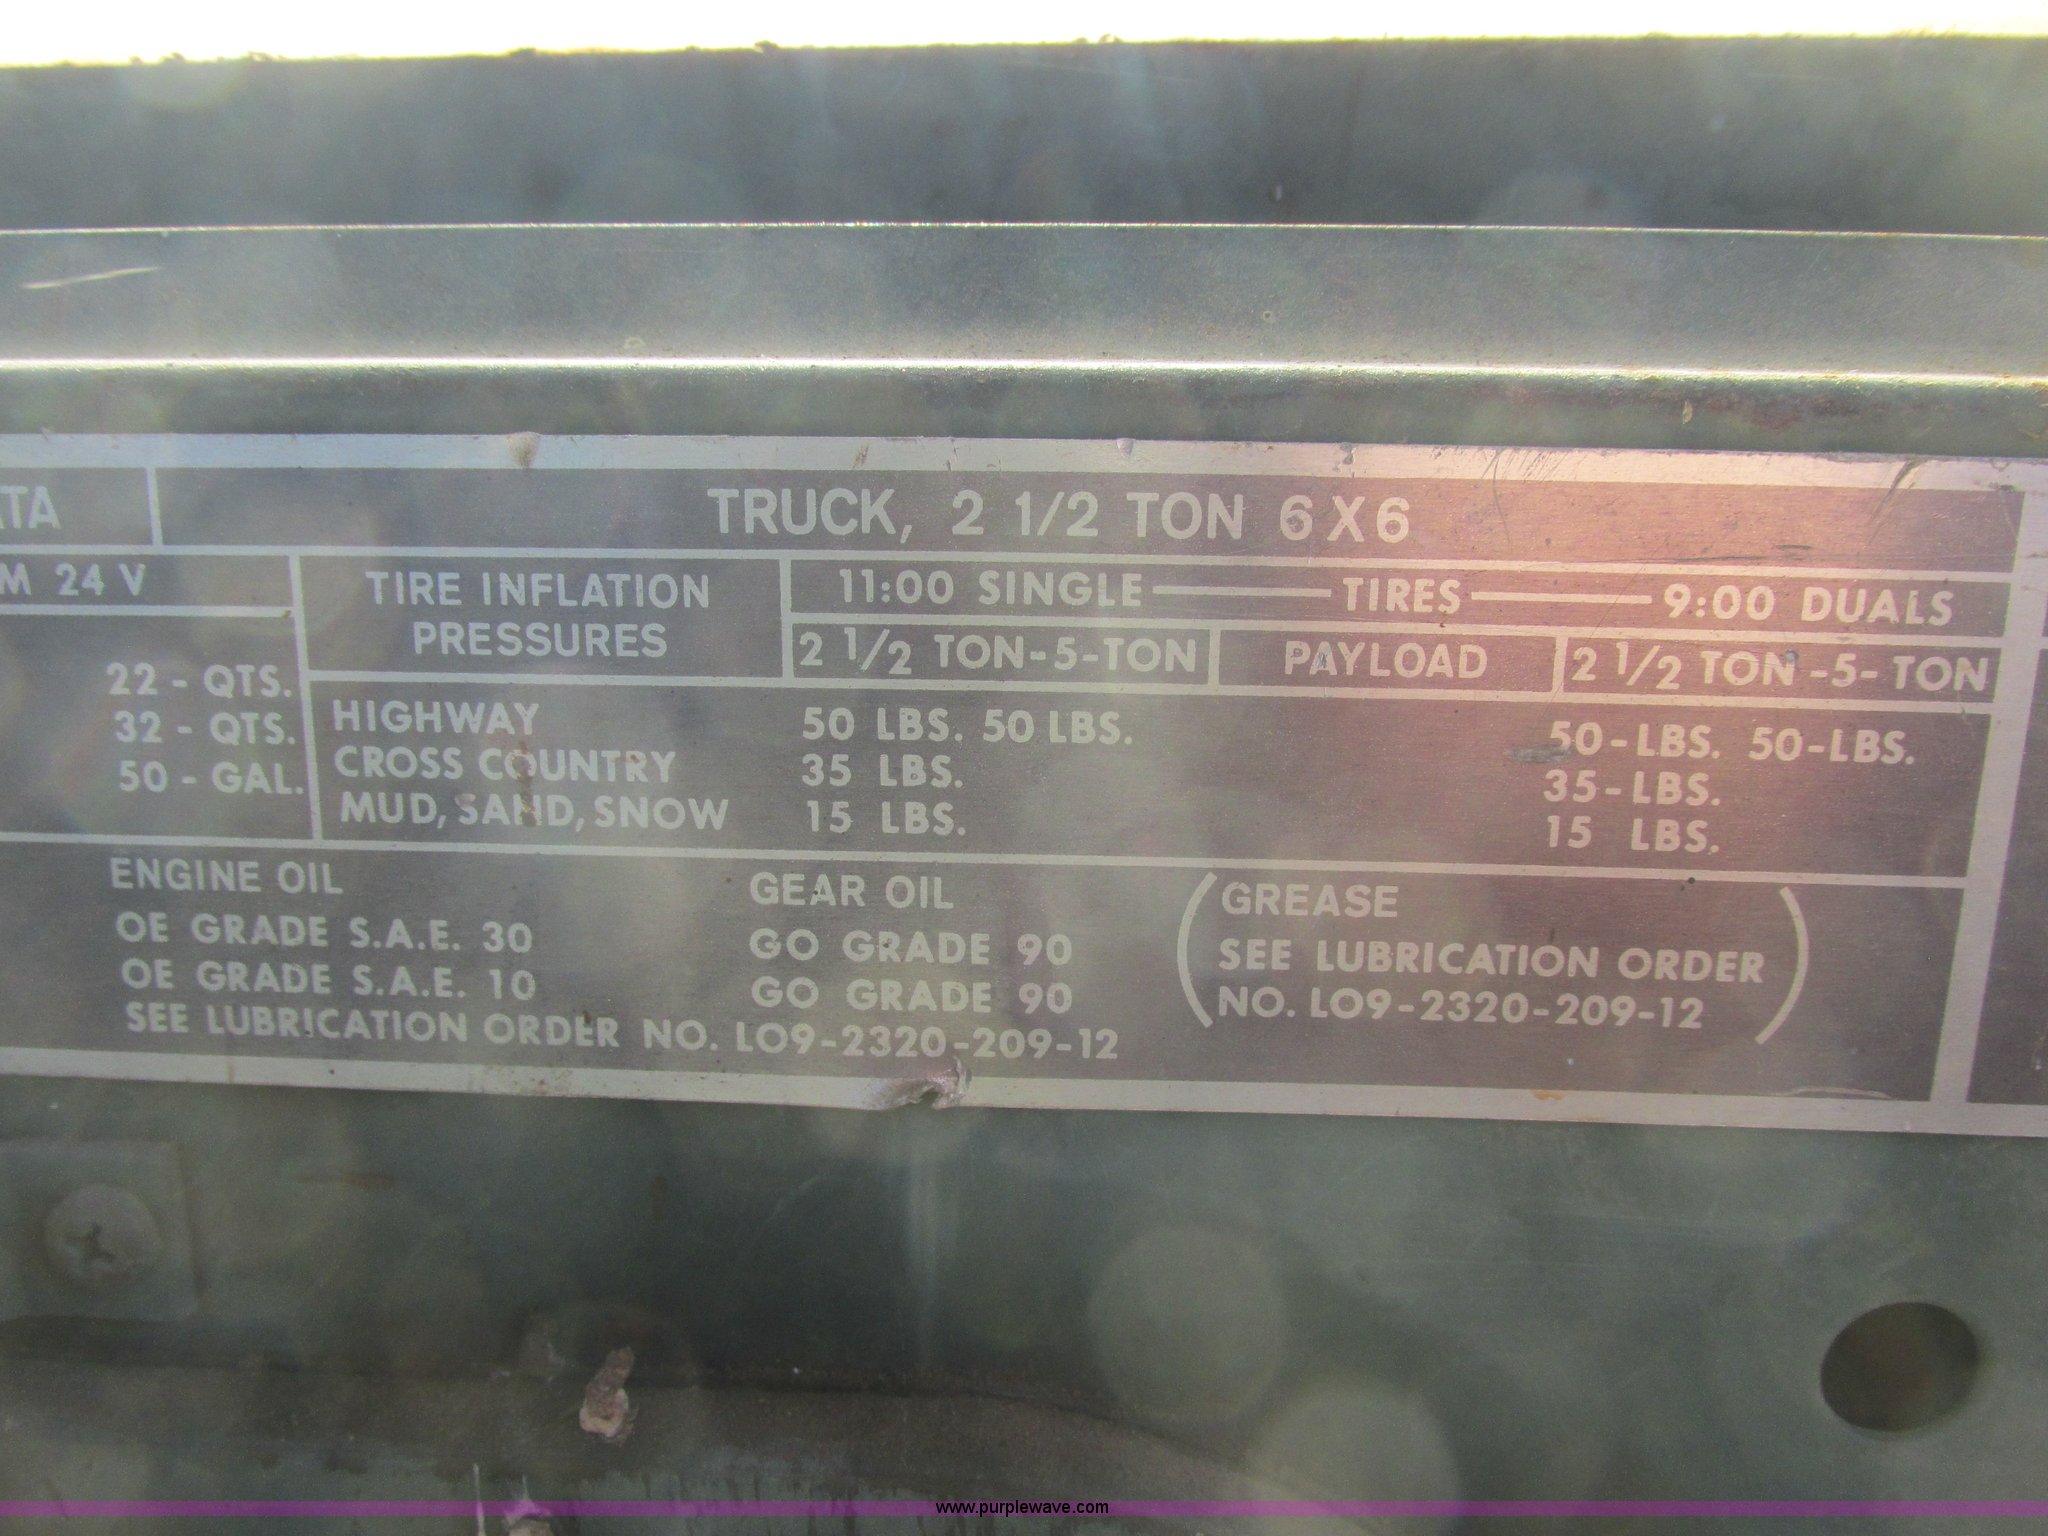 TRUCK, 2 1/2 TON 6X6
24 V
TIRE INFLATION PRESSURES
11:00 SINGLE — TIRES — 9:00 DUALS
2 1/2 TON-5-TON PAYLOAD 2 1/2 TON-5-TON
22 - QTS.
32 - QTS.
50 - GAL.
HIGHWAY 50 LBS. 50 LBS. 50-LBS. 50-LBS.
CROSS COUNTRY 35 LBS. 35-LBS.
MUD, SAND, SNOW 15 LBS. 15 LBS.
ENGINE OIL
OE GRADE S.A.E. 30
OE GRADE S.A.E. 10
SEE LUBRICATION ORDER NO. LO9-2320-209-12
GEAR OIL
GO GRADE 90
GO GRADE 90
(GREASE
SEE LUBRICATION ORDER
NO. LO9-2320-209-12)
www.purplewave.com